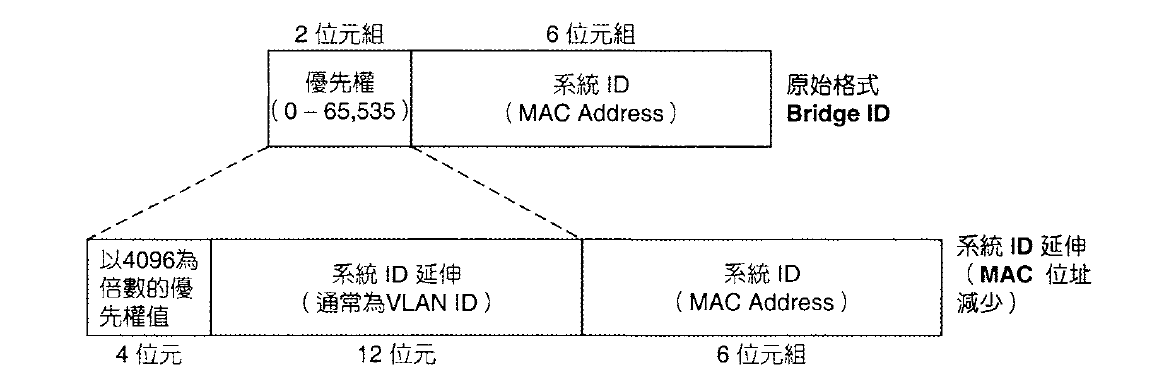 2 位元組
6 位元組
優先權
（0 – 65,535）
系統 ID
（MAC Address）
原始格式
Bridge ID
以4096為
倍數的優
先權值
系統 ID 延伸
（通常為VLAN ID）
系統 ID
（MAC Address）
系統 ID 延伸
（MAC 位址
減少）
4 位元
12 位元
6 位元組